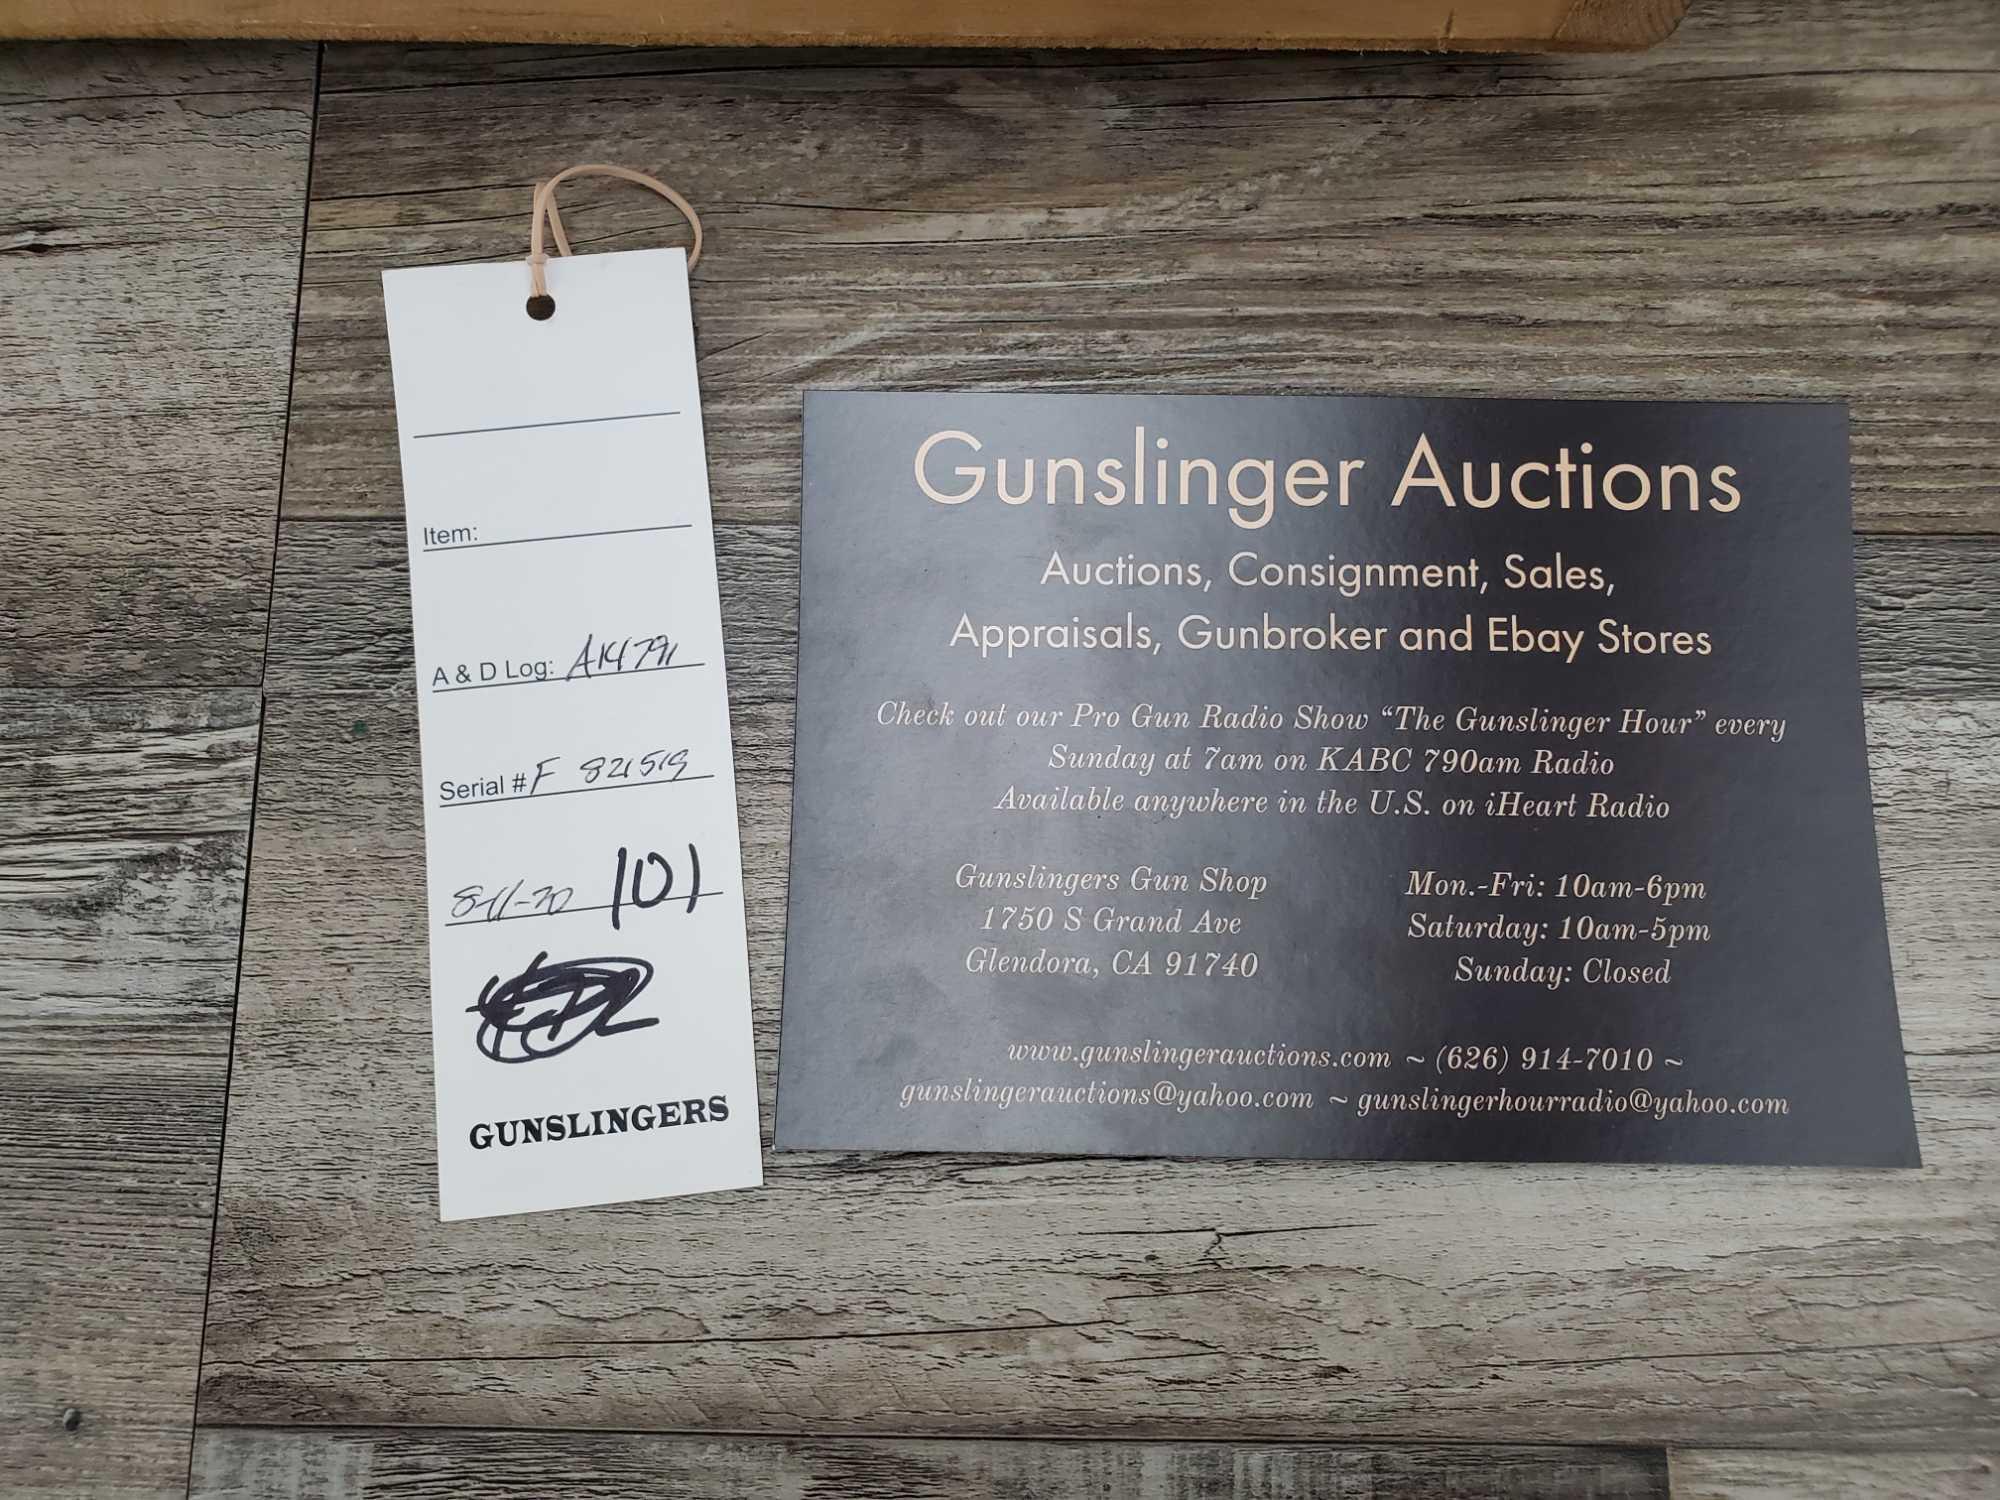 Item:
A & D Log: A14791
Serial # F 821519
8-11-20 101
GUNSLINGERS
Gunslinger Auctions
Auctions, Consignment, Sales,
Appraisals, Gunbroker and Ebay Stores
Check out our Pro Gun Radio Show “The Gunslinger Hour” every
Sunday at 7am on KABC 790am Radio
Available anywhere in the U.S. on iHeart Radio
Gunslingers Gun Shop
1750 S Grand Ave
Glendora, CA 91740
Mon.-Fri: 10am-6pm
Saturday: 10am-5pm
Sunday: Closed
www.gunslingerauctions.com ~ (626) 914-7010 ~
gunslingerauctions@yahoo.com ~ gunslingerhourradio@yahoo.com